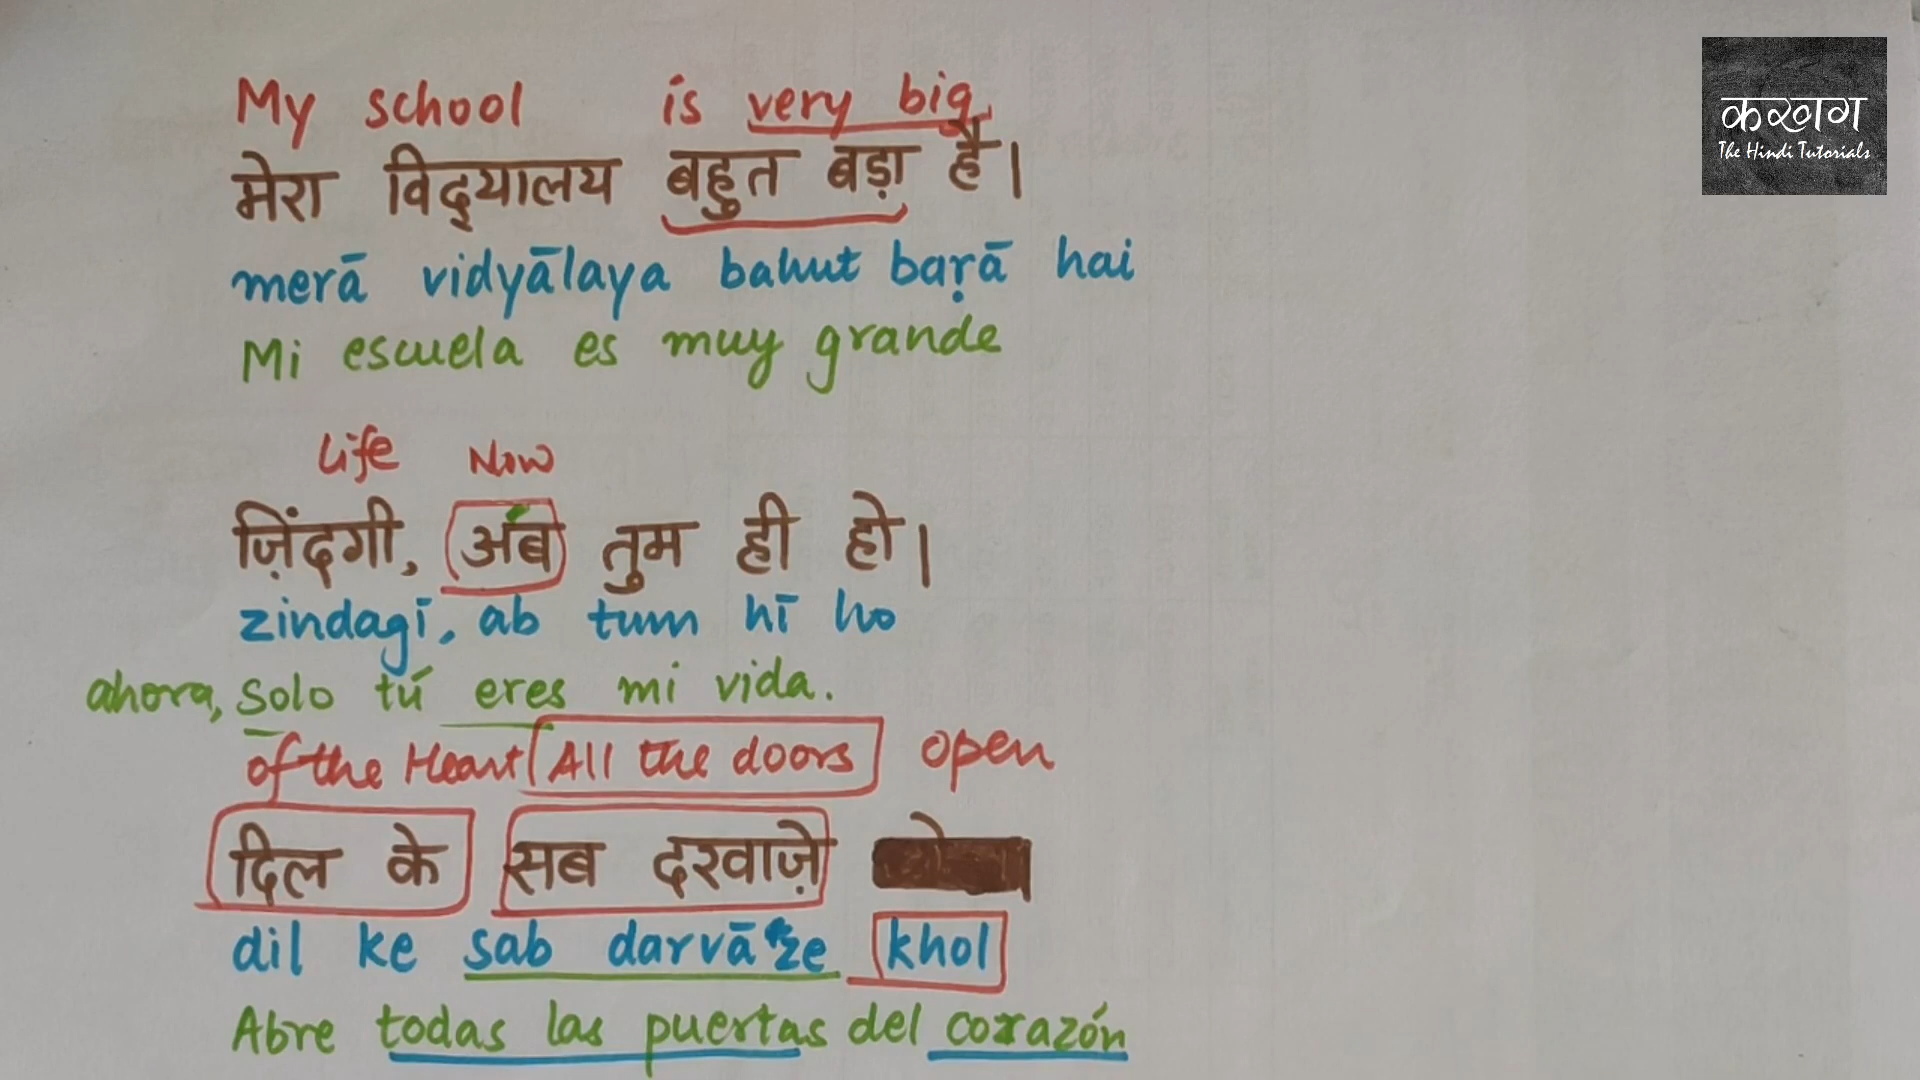 My school is very big
मेरा विद्यालय बहुत बड़ा है।
merā vidyālaya bahut baṛā hai
Mi escuela es muy grande
Life Now
ज़िंदगी, अब तुम ही हो।
zindagī, ab tum hī ho
ahora, solo tú eres mi vida.
of the Heart All the doors open
दिल के सब दरवाज़े
dil ke sab darvāze khol
Abre todas las puertas del corazón
कखग
The Hindi Tutorials